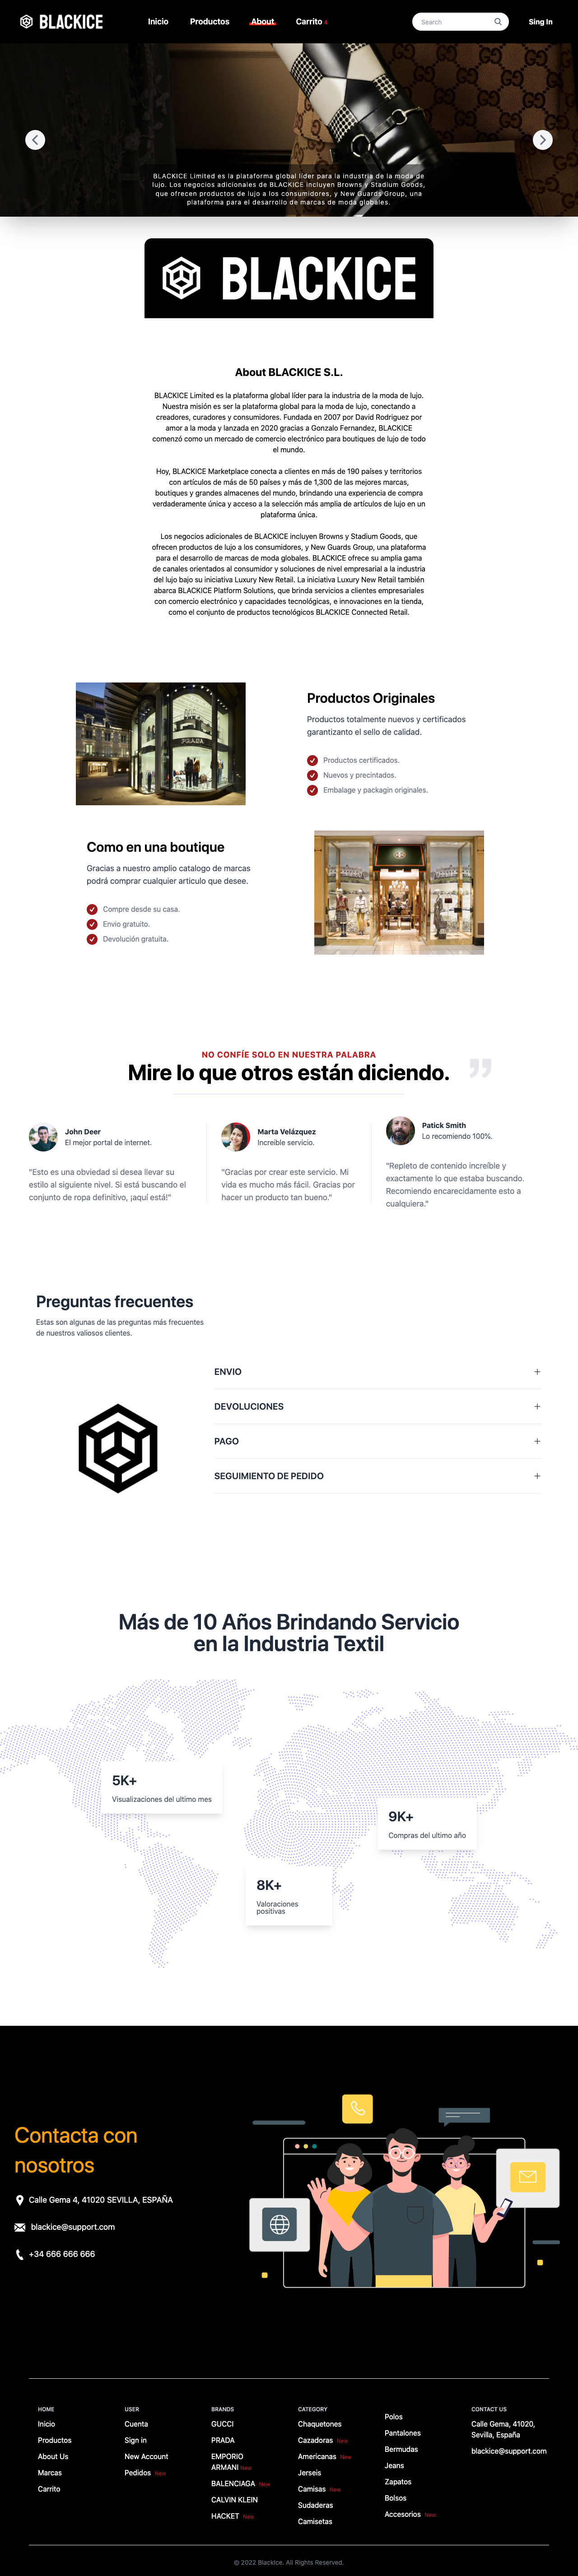 BLACKICE
Inicio
Productos
About
Carrito 4
Search
Sing In
BLACKICE Limited es la plataforma global líder para la industria de la moda de
lujo. Los negocios adicionales de BLACKICE incluyen Browns y Stadium Goods,
que ofrecen productos de lujo a los consumidores, y New Guards Group, una
plataforma para el desarrollo de marcas de moda globales.
BLACKICE
About BLACKICE S.L.
BLACKICE Limited es la plataforma global líder para la industria de la moda de lujo.
Nuestra misión es ser la plataforma global para la moda de lujo, conectando a
creadores, curadores y consumidores. Fundada en 2007 por David Rodriguez por
amor a la moda y lanzada en 2020 gracias a Gonzalo Fernandez, BLACKICE
comenzó como un mercado de comercio electrónico para boutiques de lujo de todo
el mundo.
Hoy, BLACKICE Marketplace conecta a clientes en más de 190 países y territorios
con artículos de más de 50 países y más de 1,300 de las mejores marcas,
boutiques y grandes almacenes del mundo, brindando una experiencia de compra
verdaderamente única y acceso a la selección más amplia de artículos de lujo en un
plataforma única.
Los negocios adicionales de BLACKICE incluyen Browns y Stadium Goods, que
ofrecen productos de lujo a los consumidores, y New Guards Group, una plataforma
para el desarrollo de marcas de moda globales. BLACKICE ofrece su amplia gama
de canales orientados al consumidor y soluciones de nivel empresarial a la industria
del lujo bajo su iniciativa Luxury New Retail. La iniciativa Luxury New Retail también
abarca BLACKICE Platform Solutions, que brinda servicios a clientes empresariales
con comercio electrónico y capacidades tecnológicas, e innovaciones en la tienda,
como el conjunto de productos tecnológicos BLACKICE Connected Retail.
PRADA
Productos Originales
Productos totalmente nuevos y certificados
garantizanto el sello de calidad.
Productos certificados.
Nuevos y precintados.
Embalage y packagin originales.
Como en una boutique
Gracias a nuestro amplio catalogo de marcas
podrá comprar cualquier articulo que desee.
Compre desde su casa.
Envio gratuito.
Devolución gratuita.
NO CONFÍE SOLO EN NUESTRA PALABRA
Mire lo que otros están diciendo.
John Deer
El mejor portal de internet.
"Esto es una obviedad si desea llevar su
estilo al siguiente nivel. Si está buscando el
conjunto de ropa definitivo, ¡aquí está!"
Marta Velázquez
Increible servicio.
"Gracias por crear este servicio. Mi
vida es mucho más fácil. Gracias por
hacer un producto tan bueno."
Patick Smith
Lo recomiendo 100%.
"Repleto de contenido increíble y
exactamente lo que estaba buscando.
Recomiendo encarecidamente esto a
cualquiera."
Preguntas frecuentes
Estas son algunas de las preguntas más frecuentes
de nuestros valiosos clientes.
ENVIO
DEVOLUCIONES
PAGO
SEGUIMIENTO DE PEDIDO
Más de 10 Años Brindando Servicio
en la Industria Textil
5K+
Visualizaciones del ultimo mes
9K+
Compras del ultimo año
8K+
Valoraciones
positivas
Contacta con
nosotros
Calle Gema 4, 41020 SEVILLA, ESPAÑA
blackice@support.com
+34 666 666 666
HOME
Inicio
Productos
About Us
Marcas
Carrito
USER
Cuenta
Sign in
New Account
Pedidos New
BRANDS
GUCCI
PRADA
EMPORIO
ARMANI New
BALENCIAGA New
CALVIN KLEIN
HACKET New
CATEGORY
Chaquetones
Cazadoras New
Americanas New
Jerseis
Camisas New
Sudaderas
Camisetas
Polos
Pantalones
Bermudas
Jeans
Zapatos
Bolsos
Accesorios New
CONTACT US
Calle Gema, 41020,
Sevilla, España
blackice@support.com
© 2022 BlackIce. All Rights Reserved.